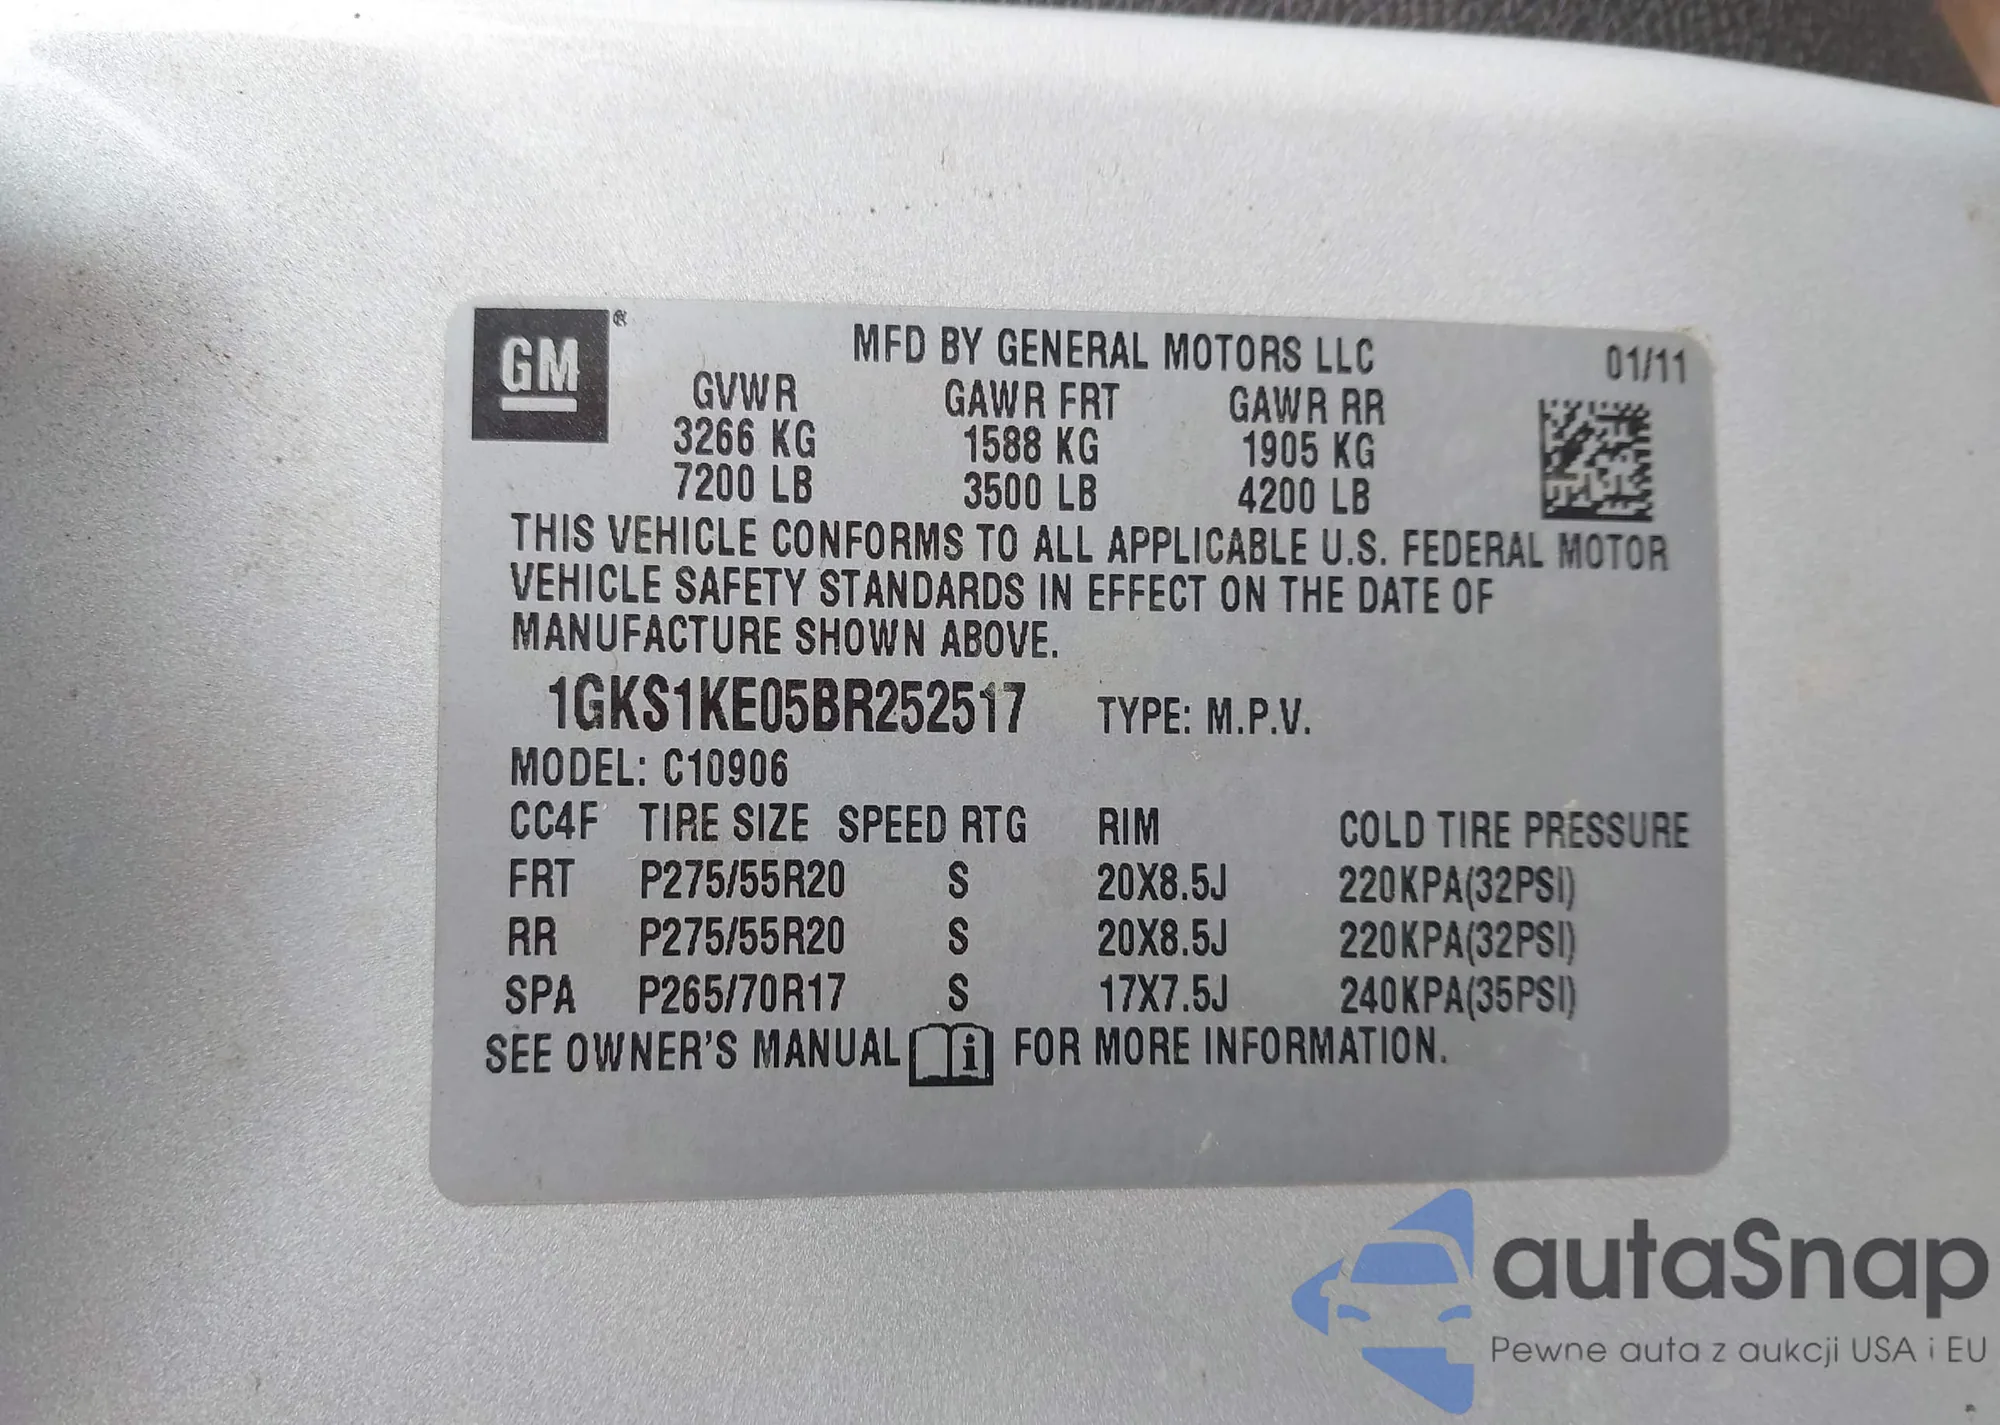 GM ®
MFD BY GENERAL MOTORS LLC 01/11
GVWR GAWR FRT GAWR RR
3266 KG 1588 KG 1905 KG
7200 LB 3500 LB 4200 LB
THIS VEHICLE CONFORMS TO ALL APPLICABLE U.S. FEDERAL MOTOR
VEHICLE SAFETY STANDARDS IN EFFECT ON THE DATE OF
MANUFACTURE SHOWN ABOVE.
1GKS1KE05BR252517 TYPE: M.P.V.
MODEL: C10906
CC4F TIRE SIZE SPEED RTG RIM COLD TIRE PRESSURE
FRT P275/55R20 S 20X8.5J 220KPA(32PSI)
RR P275/55R20 S 20X8.5J 220KPA(32PSI)
SPA P265/70R17 S 17X7.5J 240KPA(35PSI)
SEE OWNER'S MANUAL i FOR MORE INFORMATION.
autaSnap
Pewne auta z aukcji USA i EU